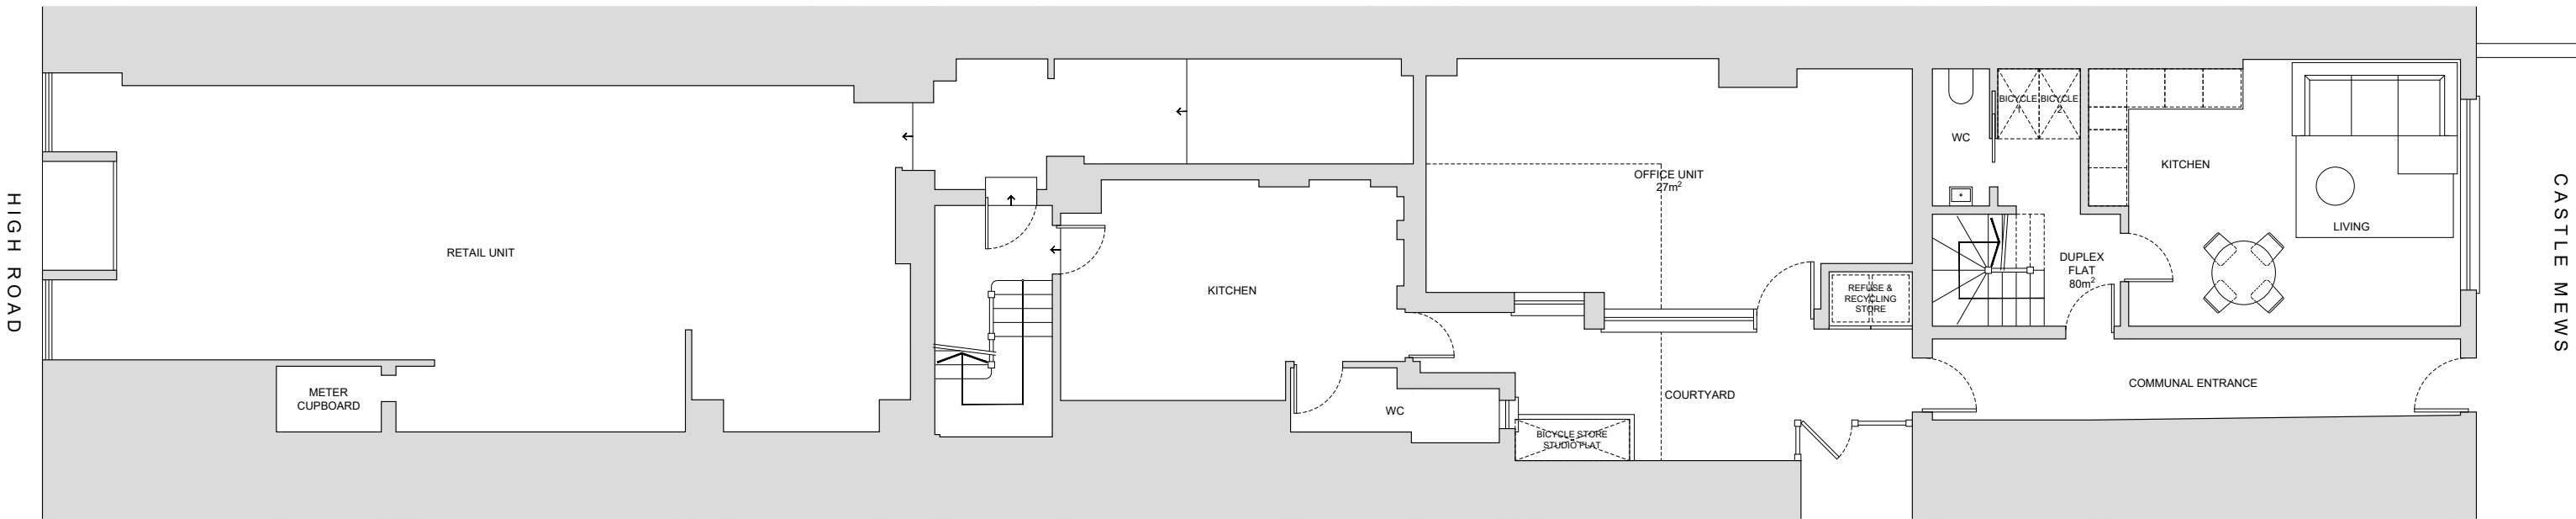 HIGH ROAD
RETAIL UNIT
METER
CUPBOARD
KITCHEN
WC
OFFICE UNIT
27m²
REFUSE &
RECYCLING
STORE
COURTYARD
BICYCLE STORE
STUDIO FLAT
WC
BICYCLE
1
BICYCLE
2
KITCHEN
LIVING
DUPLEX
FLAT
80m²
COMMUNAL ENTRANCE
CASTLE MEWS